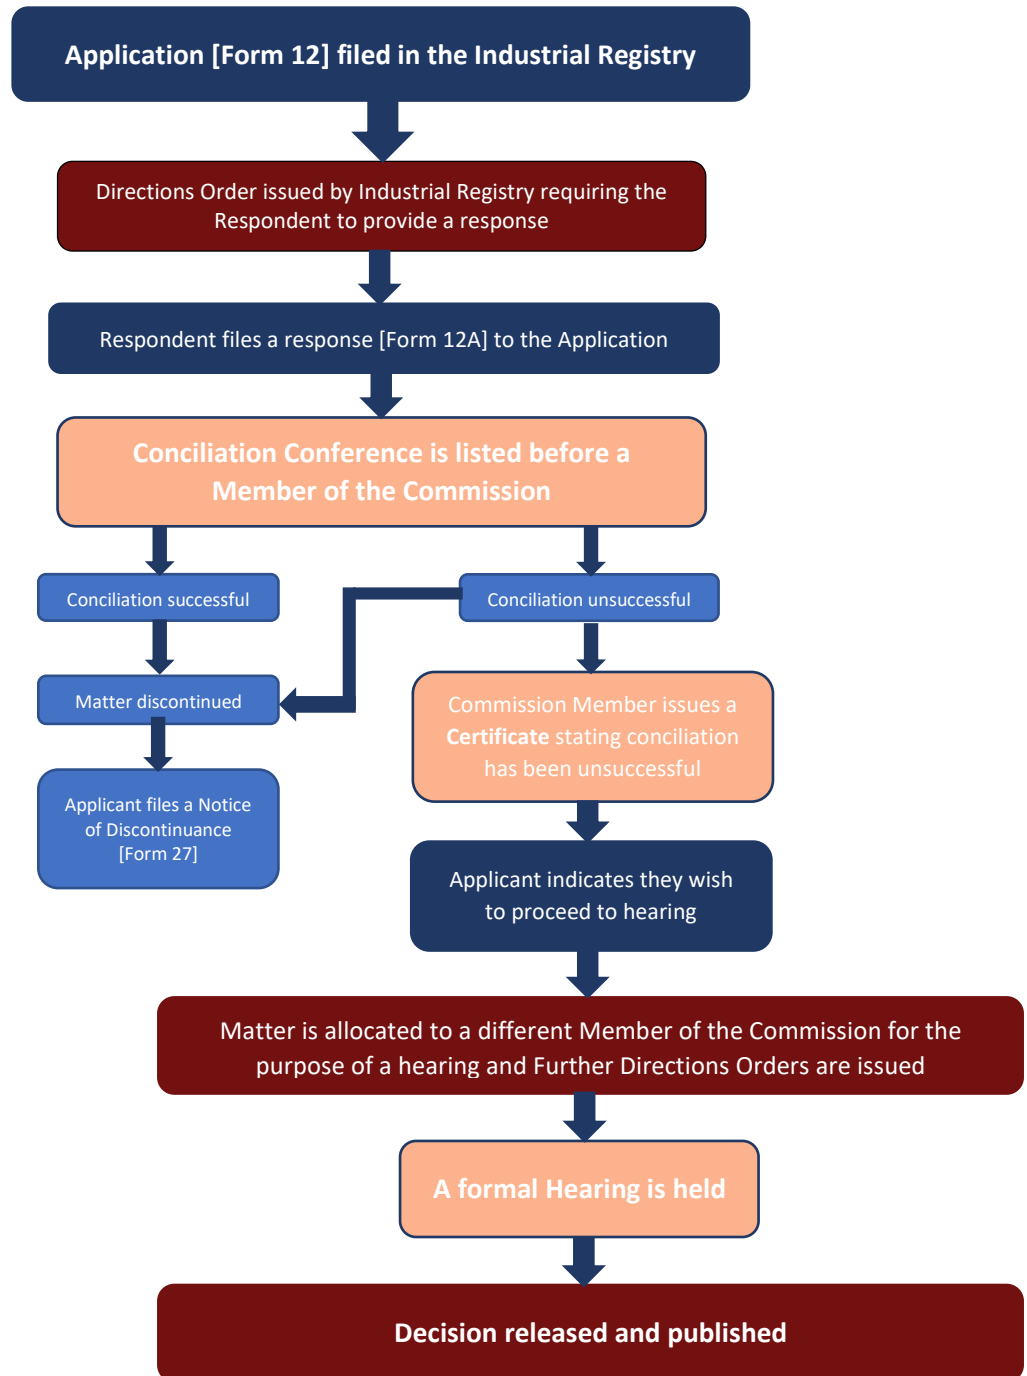 Application [Form 12] filed in the Industrial Registry
Directions Order issued by Industrial Registry requiring the
Respondent to provide a response
Respondent files a response [Form 12A] to the Application
Conciliation Conference is listed before a
Member of the Commission
Conciliation successful
Conciliation unsuccessful
Matter discontinued
Commission Member issues a
Certificate stating conciliation
has been unsuccessful
Applicant files a Notice
of Discontinuance
[Form 27]
Applicant indicates they wish
to proceed to hearing
Matter is allocated to a different Member of the Commission for the
purpose of a hearing and Further Directions Orders are issued
A formal Hearing is held
Decision released and published